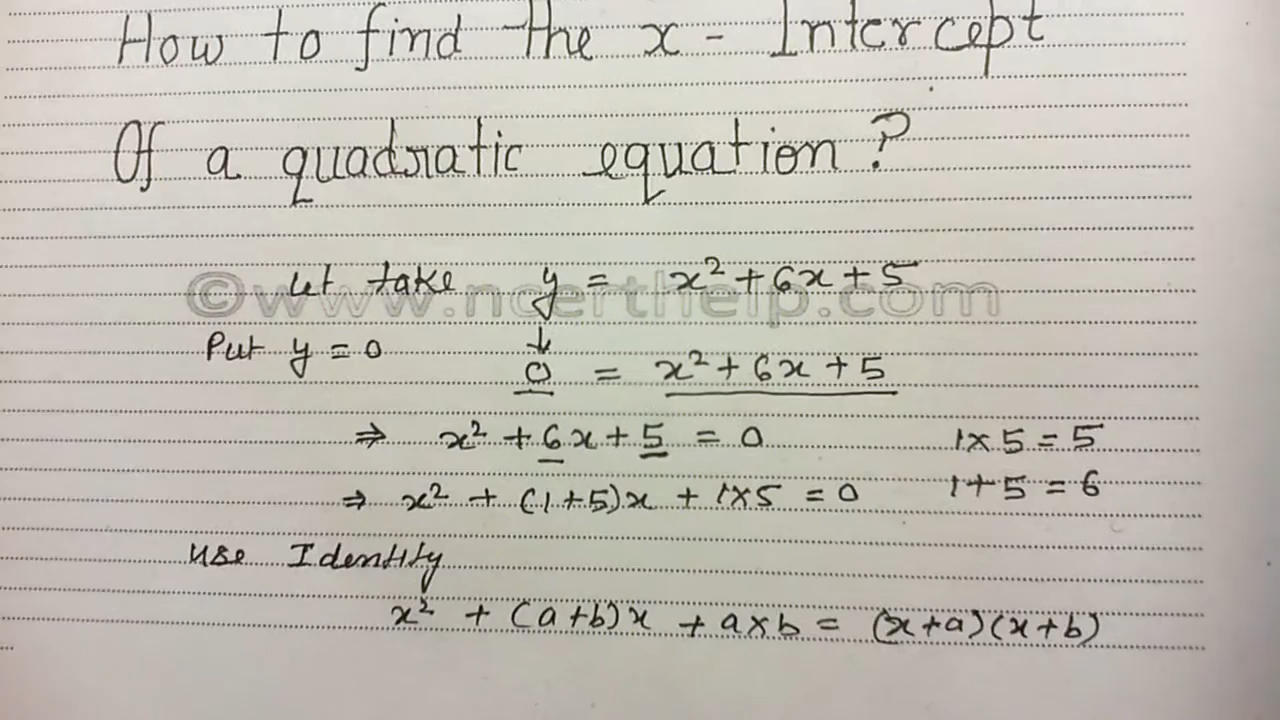 How to find the x - Intercept
Of a quadratic equation?
©www.ncerthelp.com
Let take y = x² + 6x + 5
Put y = 0
↓
0 = x² + 6x + 5
⇒ x² + 6x + 5 = 0 1 × 5 = 5
⇒ x² + (1+5)x + 1×5 = 0 1 + 5 = 6
Use Identity
x² + (a+b)x + a×b = (x+a)(x+b)